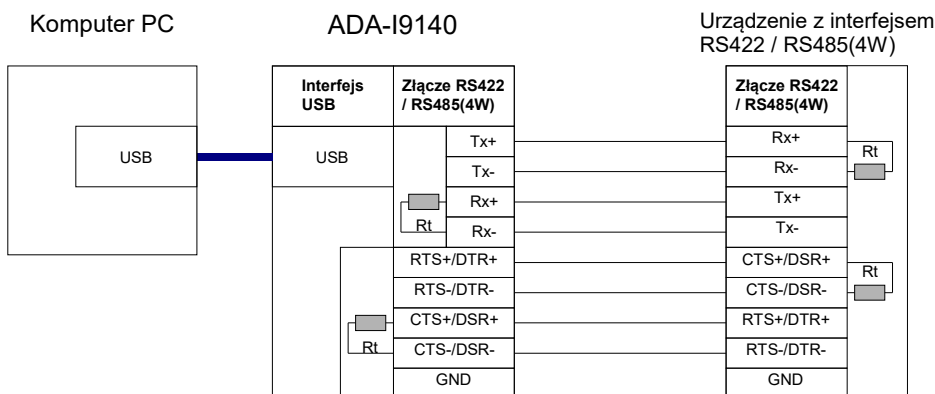 Komputer PC
ADA-I9140
Urządzenie z interfejsem
RS422 / RS485(4W)
Interfejs
USB
Złącze RS422
/ RS485(4W)
Złącze RS422
/ RS485(4W)
USB
USB
Tx+
Rx+
Rt
Tx-
Rx-
Rx+
Tx+
Rt
Rx-
Tx-
RTS+/DTR+
CTS+/DSR+
Rt
RTS-/DTR-
CTS-/DSR-
CTS+/DSR+
RTS+/DTR+
Rt
CTS-/DSR-
RTS-/DTR-
GND
GND